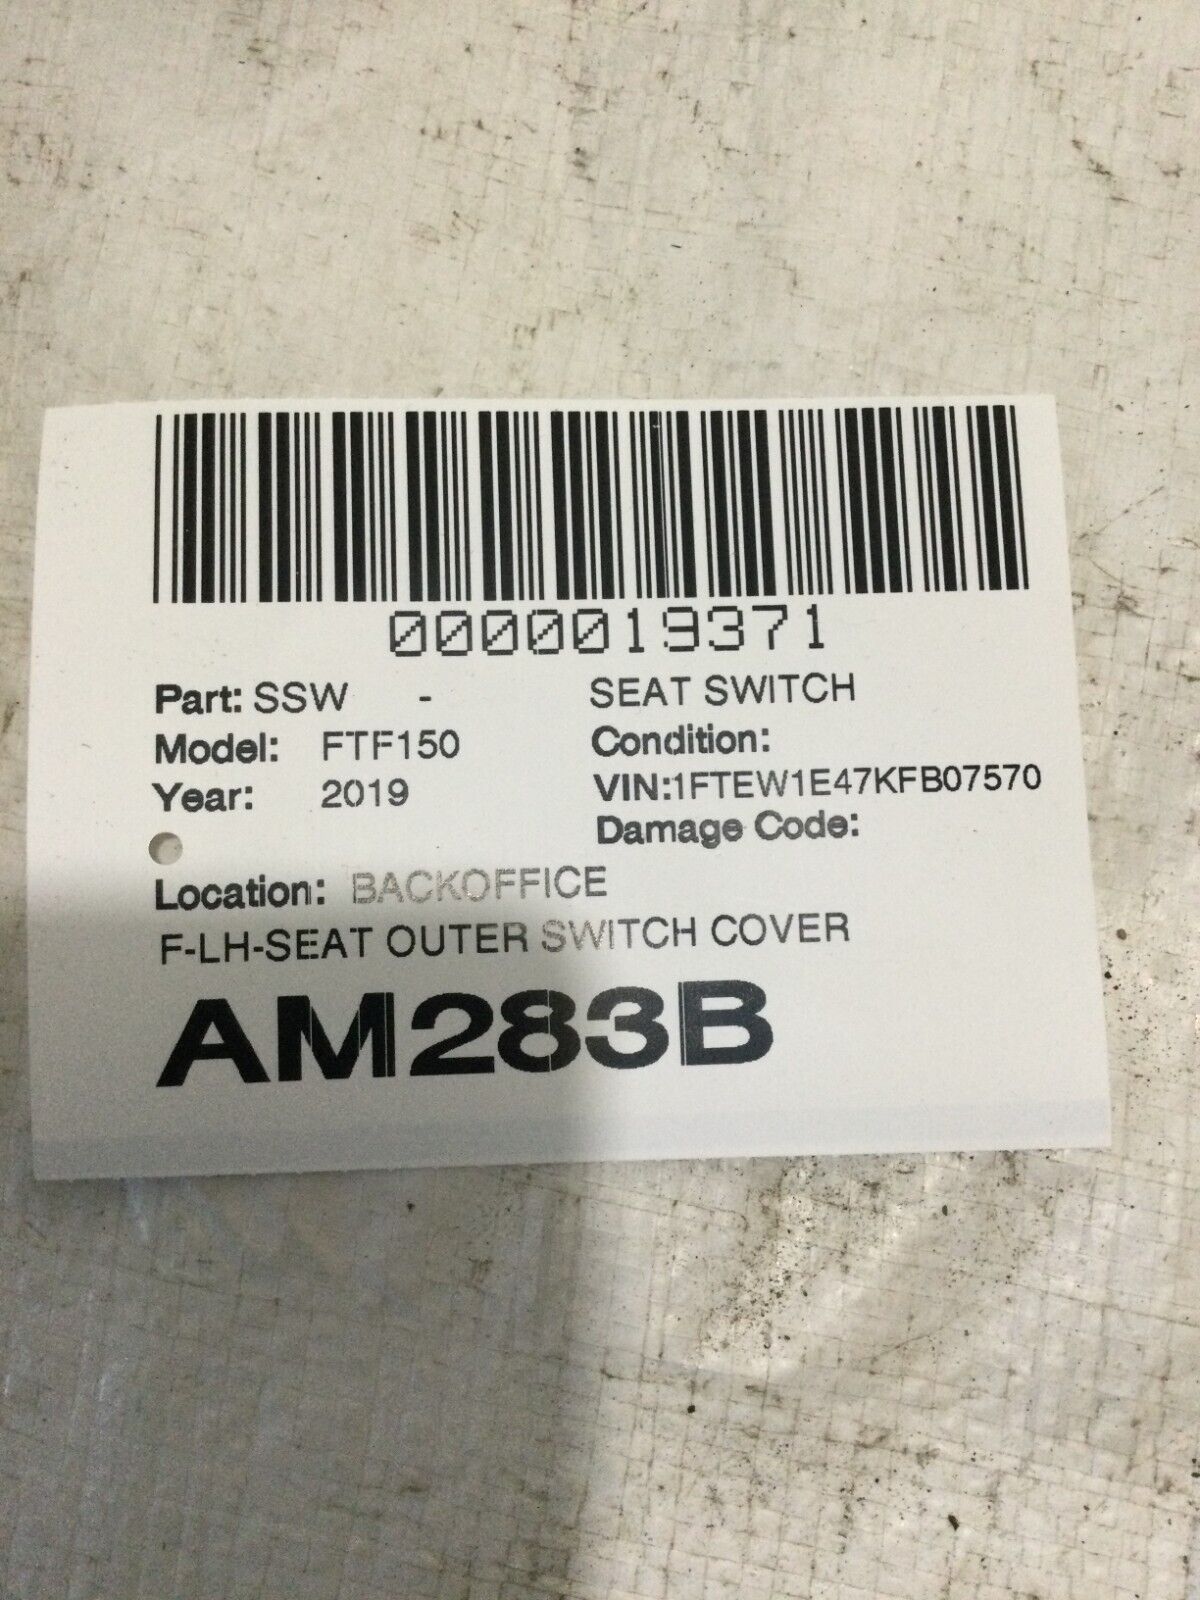 0000019371
Part: SSW - SEAT SWITCH
Model: FTF150 Condition:
Year: 2019 VIN:1FTEW1E47KFB07570
Damage Code:
Location: BACKOFFICE
F-LH-SEAT OUTER SWITCH COVER
AM283B